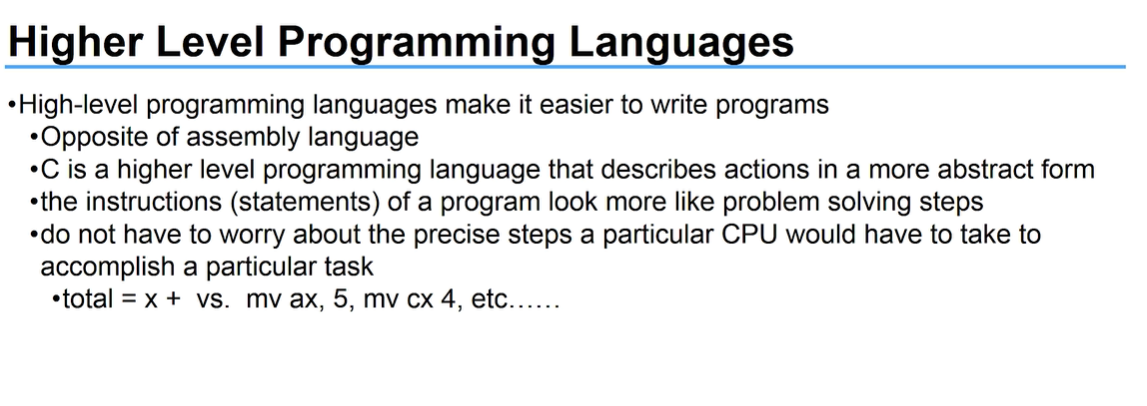 Higher Level Programming Languages
•High-level programming languages make it easier to write programs
•Opposite of assembly language
•C is a higher level programming language that describes actions in a more abstract form
•the instructions (statements) of a program look more like problem solving steps
•do not have to worry about the precise steps a particular CPU would have to take to
accomplish a particular task
•total = x +  vs.  mv ax, 5, mv cx 4, etc……